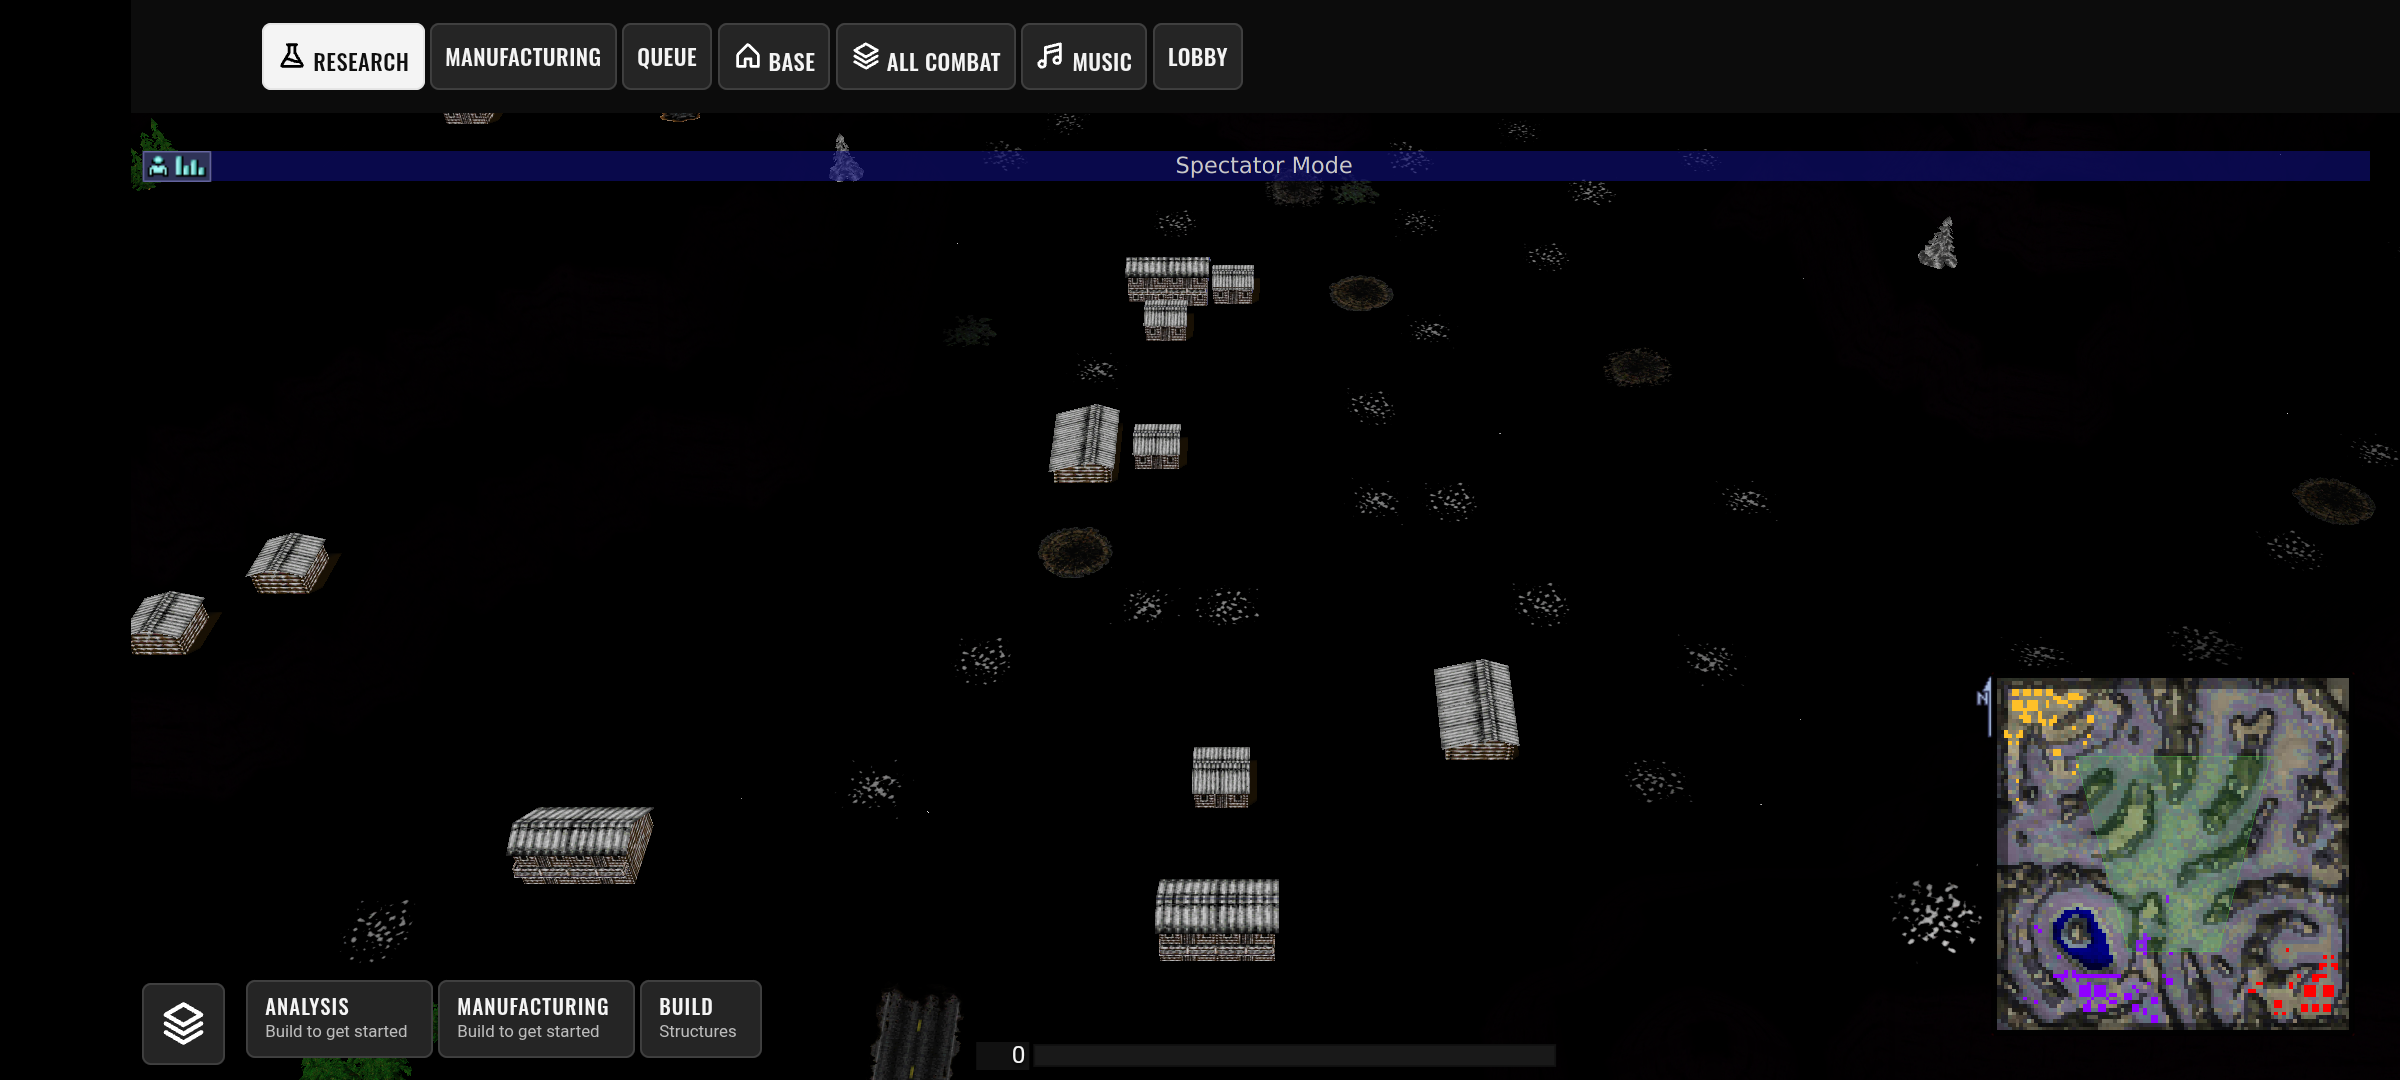 RESEARCH
MANUFACTURING
QUEUE
BASE
ALL COMBAT
MUSIC
LOBBY
Spectator Mode
N
ANALYSIS
Build to get started
MANUFACTURING
Build to get started
BUILD
Structures
0